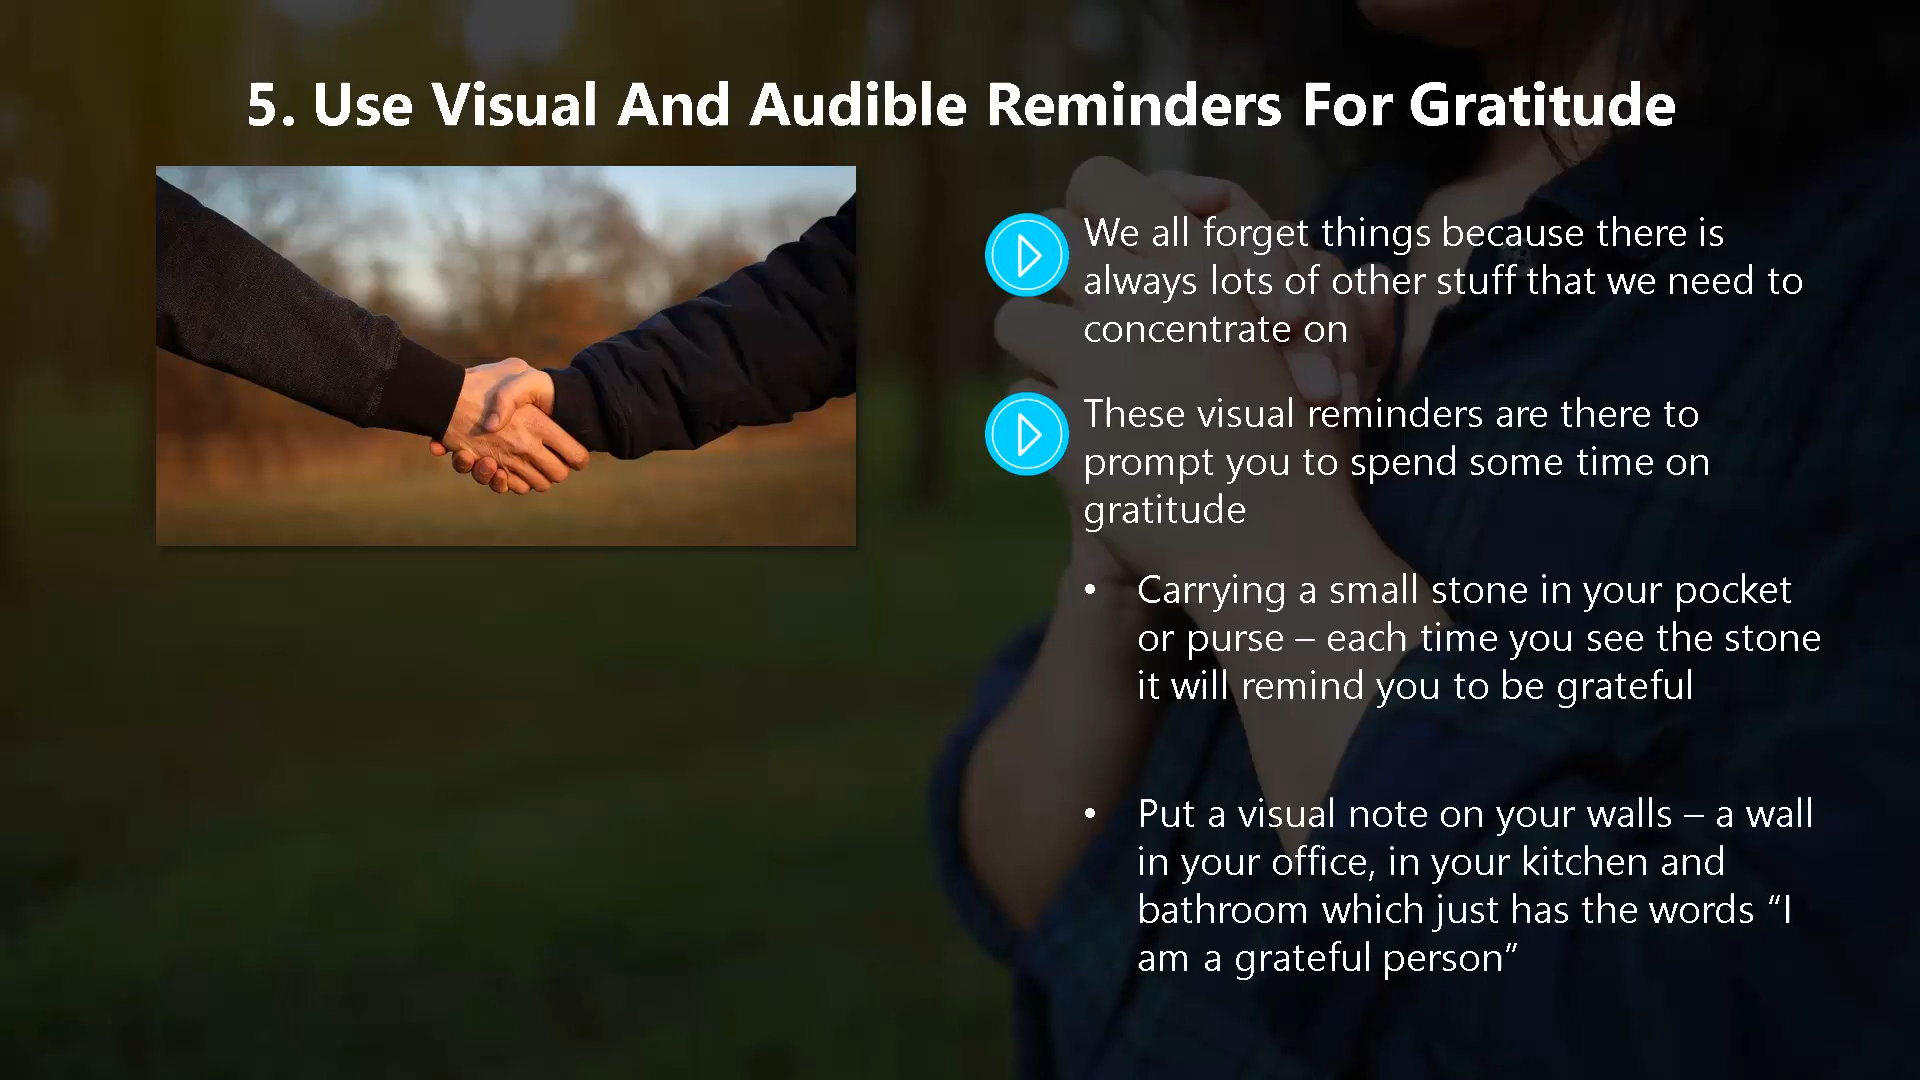 5. Use Visual And Audible Reminders For Gratitude
We all forget things because there is
always lots of other stuff that we need to
concentrate on
These visual reminders are there to
prompt you to spend some time on
gratitude
• Carrying a small stone in your pocket
or purse – each time you see the stone
it will remind you to be grateful
• Put a visual note on your walls – a wall
in your office, in your kitchen and
bathroom which just has the words “I
am a grateful person”